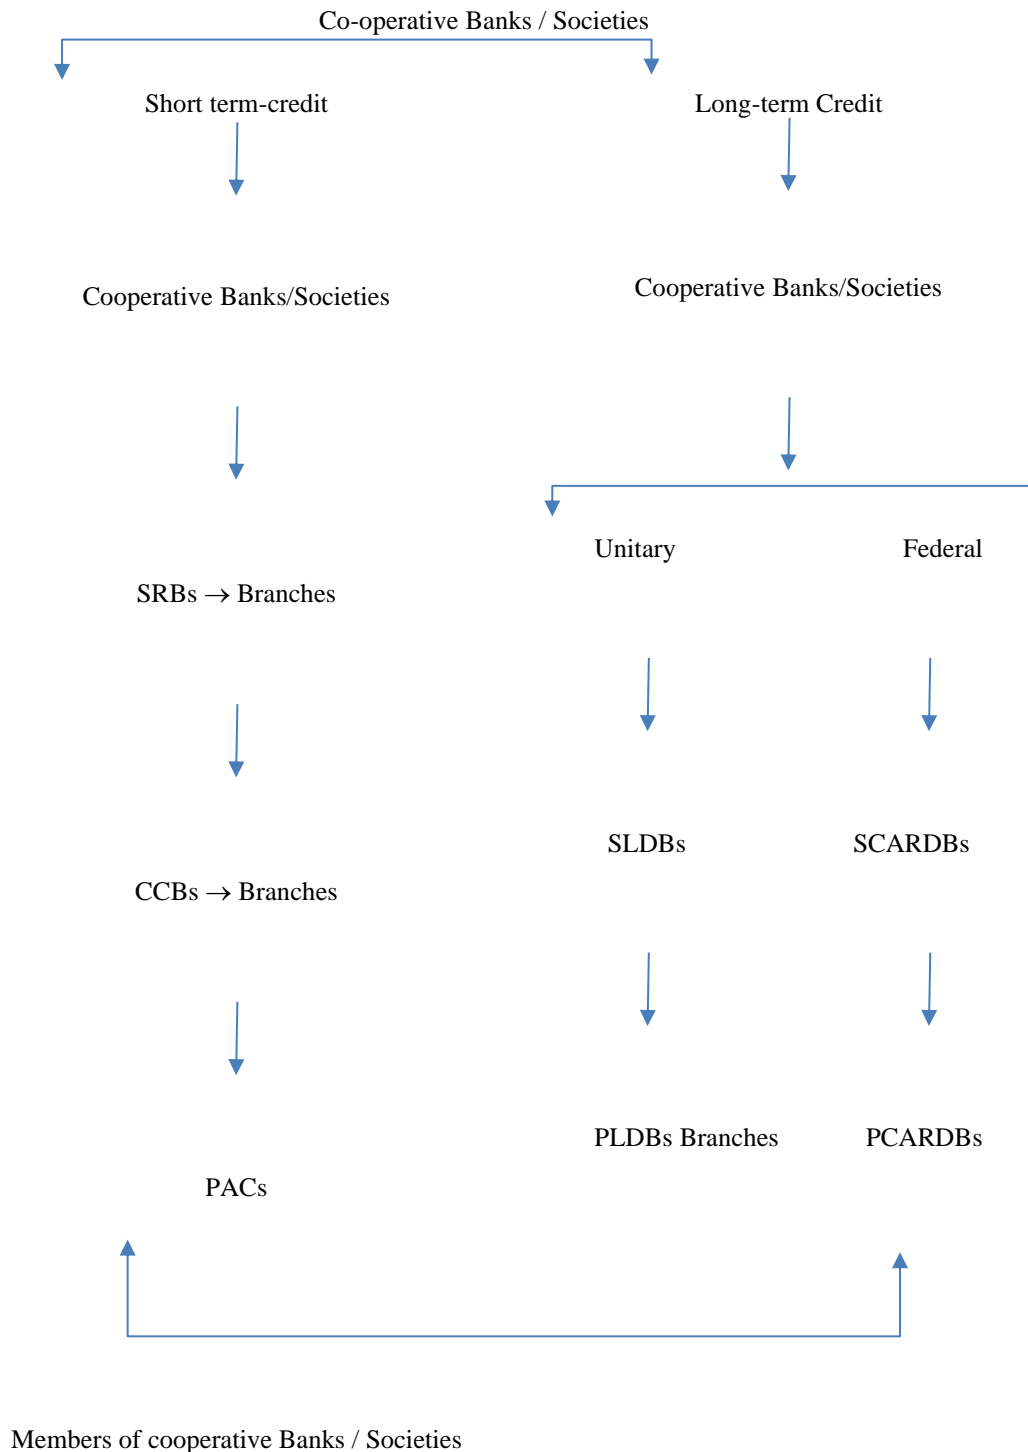 Co-operative Banks / Societies
Short term-credit
Long-term Credit
Cooperative Banks/Societies
Cooperative Banks/Societies
Unitary
Federal
SRBs → Branches
SLDBs
SCARDBs
CCBs → Branches
PLDBs Branches
PCARDBs
PACs
Members of cooperative Banks / Societies